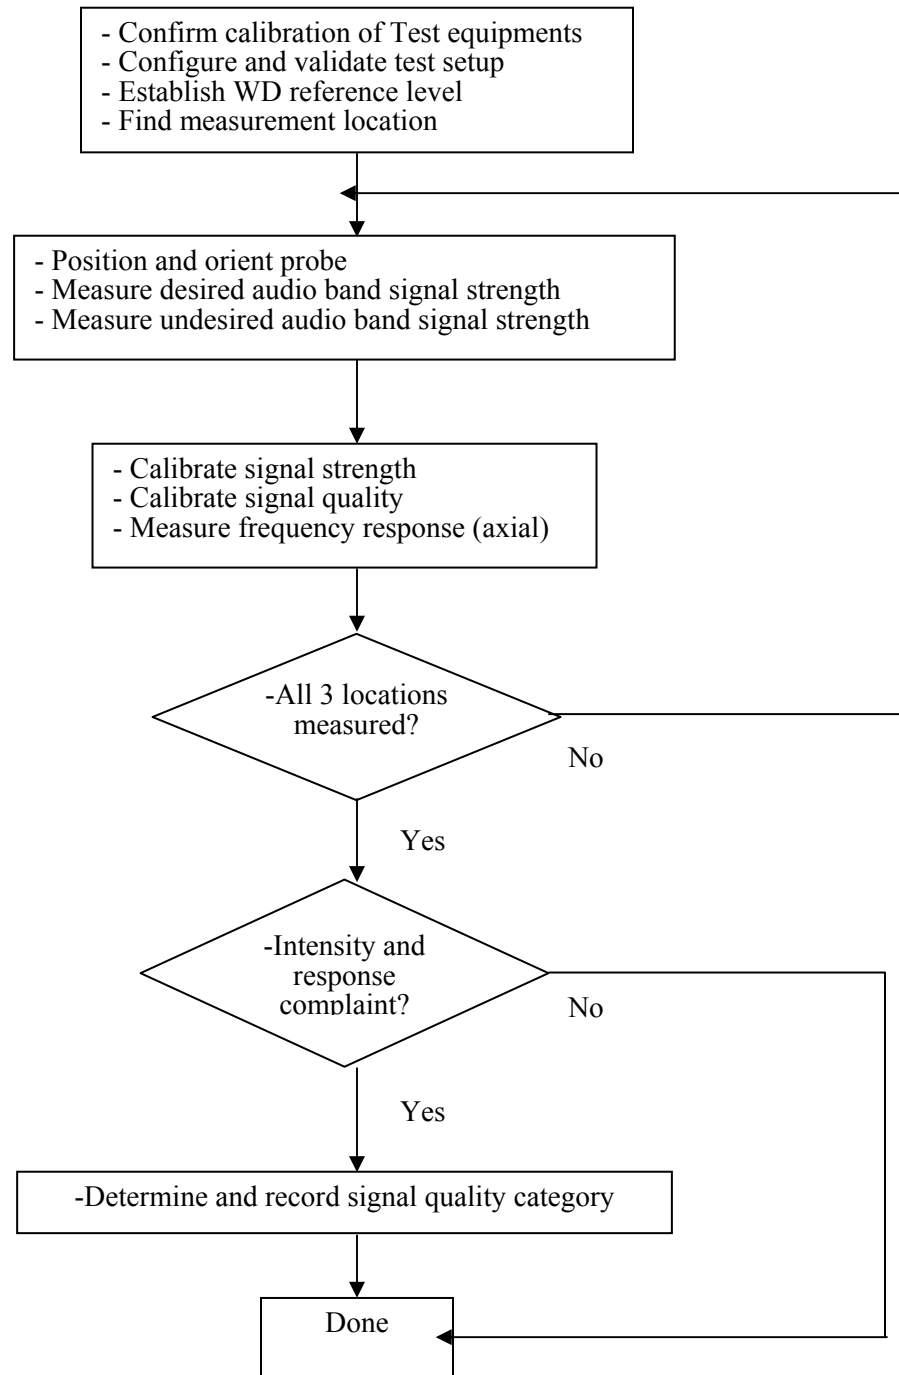 - Confirm calibration of Test equipments
- Configure and validate test setup
- Establish WD reference level
- Find measurement location
- Position and orient probe
- Measure desired audio band signal strength
- Measure undesired audio band signal strength
- Calibrate signal strength
- Calibrate signal quality
- Measure frequency response (axial)
-All 3 locations
measured?
No
Yes
-Intensity and
response
complaint?
No
Yes
-Determine and record signal quality category
Done